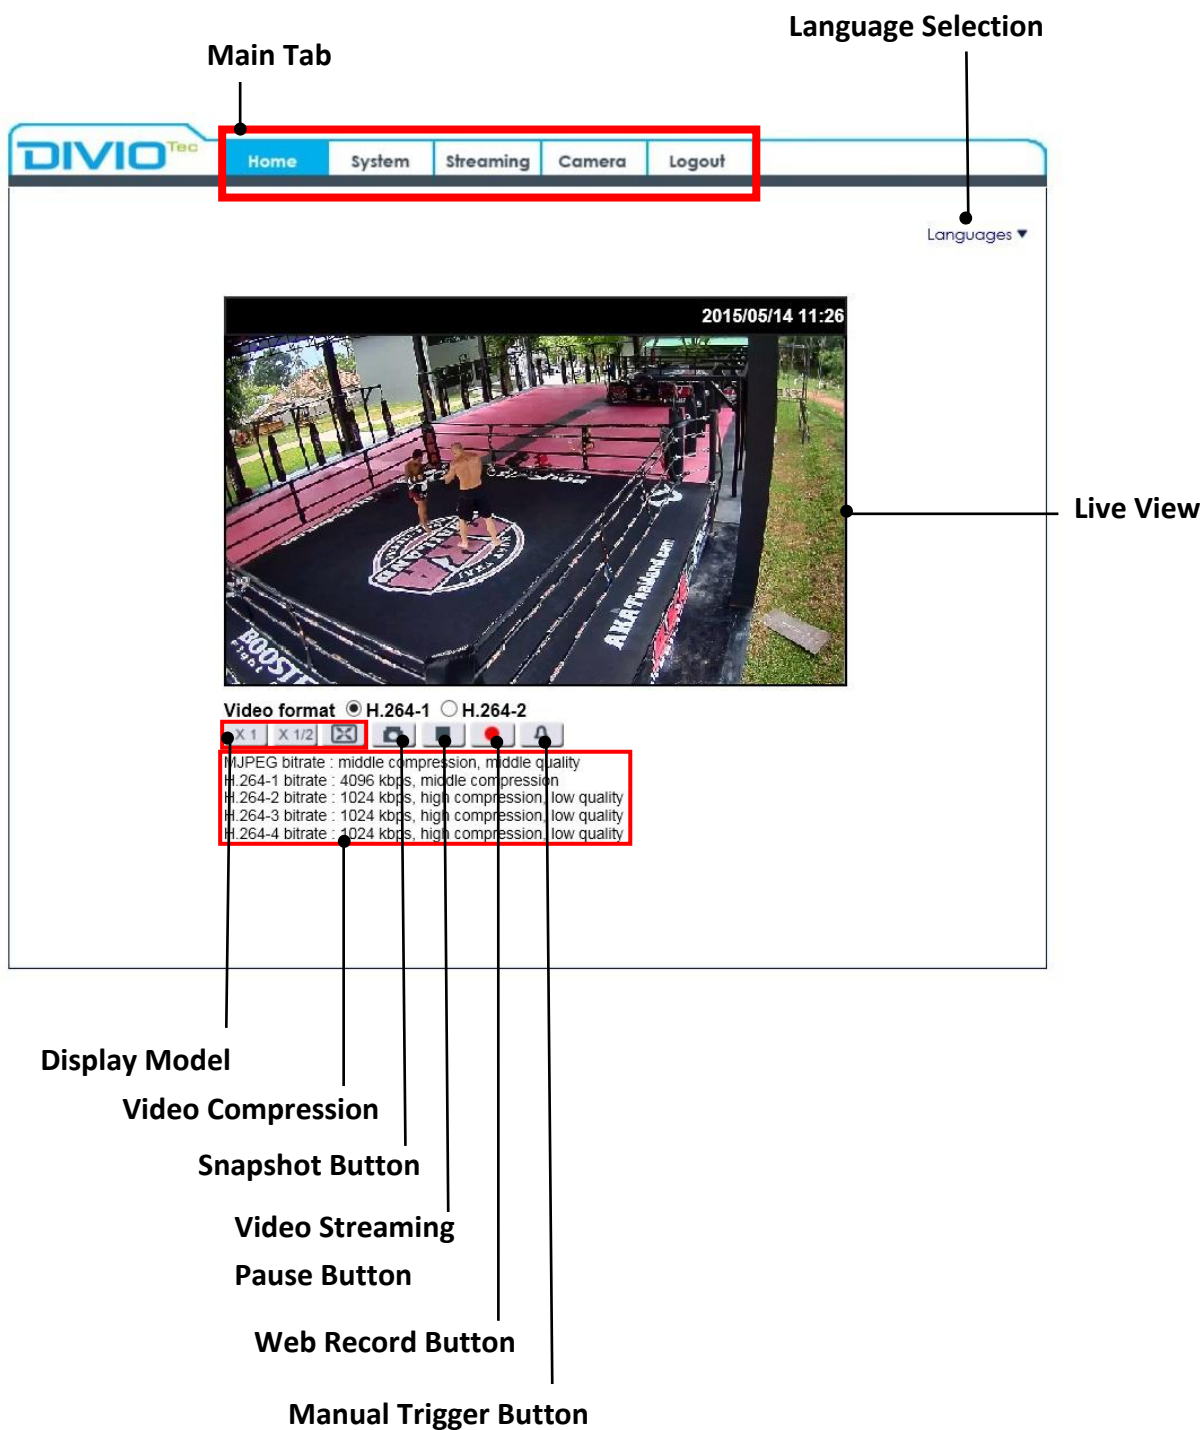 Language Selection
Main Tab
DIVIO Tec
Home System Streaming Camera Logout
Languages ▼
2015/05/14 11:26
AKAThailand.com
BOOSTE
Fight
Live View
Video format H.264-1 H.264-2
X 1 X 1/2
MJPEG bitrate : middle compression, middle quality
H.264-1 bitrate : 4096 kbps, middle compression
H.264-2 bitrate : 1024 kbps, high compression, low quality
H.264-3 bitrate : 1024 kbps, high compression, low quality
H.264-4 bitrate : 1024 kbps, high compression, low quality
Display Model
Video Compression
Snapshot Button
Video Streaming
Pause Button
Web Record Button
Manual Trigger Button